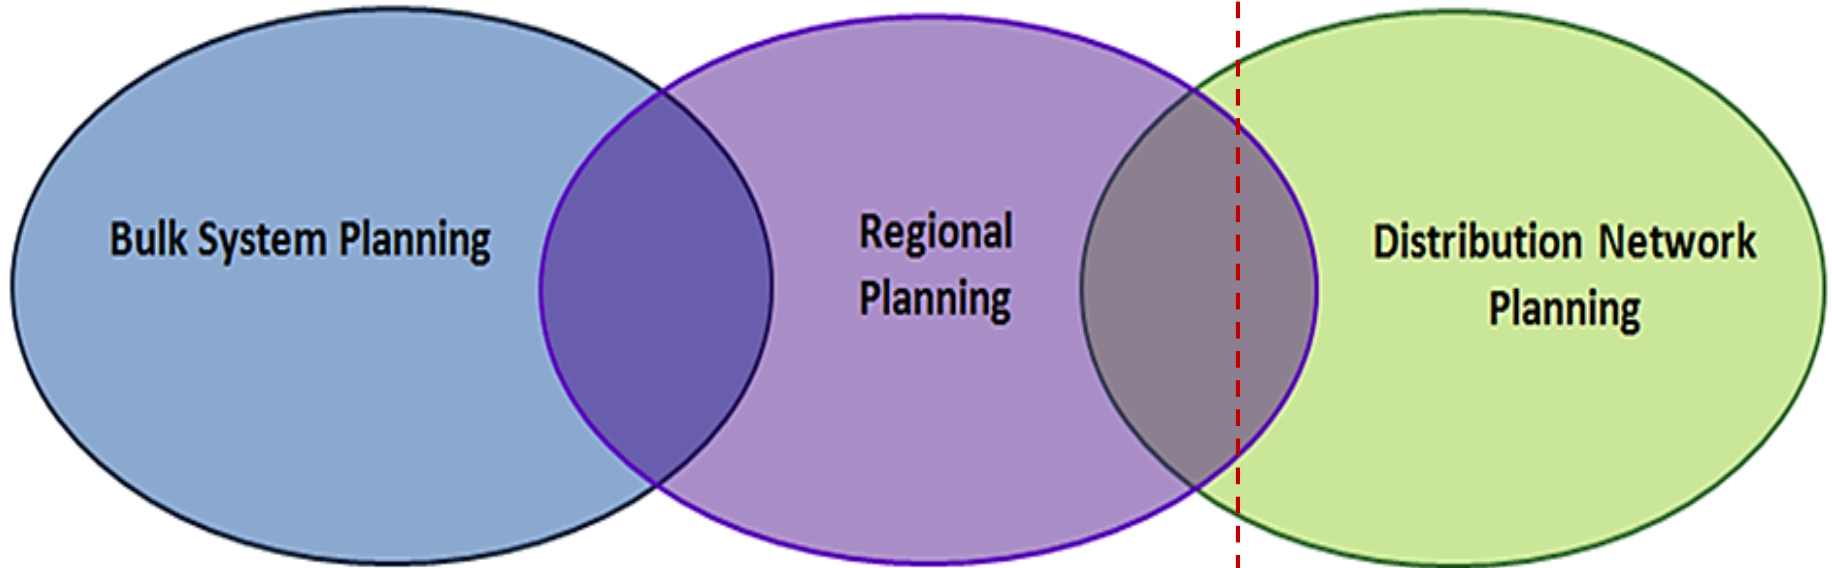 Bulk System Planning
Regional
Planning
Distribution Network
Planning